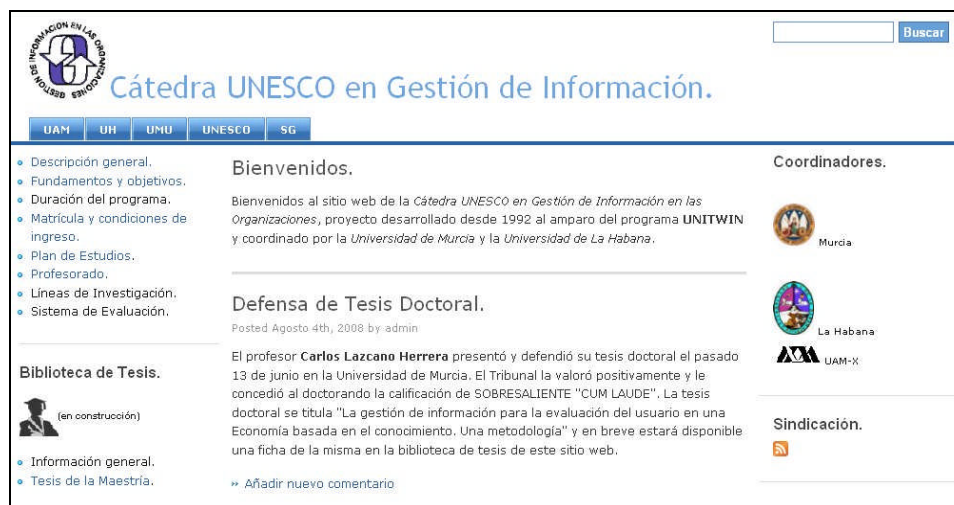 GESTION DE INFORMACION EN LAS ORGANIZACIONES
Buscar
Cátedra UNESCO en Gestión de Información.
UAM UH UMU UNESCO SG
Descripción general.
Fundamentos y objetivos.
Duración del programa.
Matrícula y condiciones de
ingreso.
Plan de Estudios.
Profesorado.
Líneas de Investigación.
Sistema de Evaluación.
Biblioteca de Tesis.
(en construcción)
Información general.
Tesis de la Maestría.
Bienvenidos.
Bienvenidos al sitio web de la Cátedra UNESCO en Gestión de Información en las
Organizaciones, proyecto desarrollado desde 1992 al amparo del programa UNITWIN
y coordinado por la Universidad de Murcia y la Universidad de La Habana.
Defensa de Tesis Doctoral.
Posted Agosto 4th, 2008 by admin
El profesor Carlos Lazcano Herrera presentó y defendió su tesis doctoral el pasado
13 de junio en la Universidad de Murcia. El Tribunal la valoró positivamente y le
concedió al doctorando la calificación de SOBRESALIENTE "CUM LAUDE". La tesis
doctoral se titula "La gestión de información para la evaluación del usuario en una
Economía basada en el conocimiento. Una metodología" y en breve estará disponible
una ficha de la misma en la biblioteca de tesis de este sitio web.
» Añadir nuevo comentario
Coordinadores.
Murcia
La Habana
UAM-X
Sindicación.